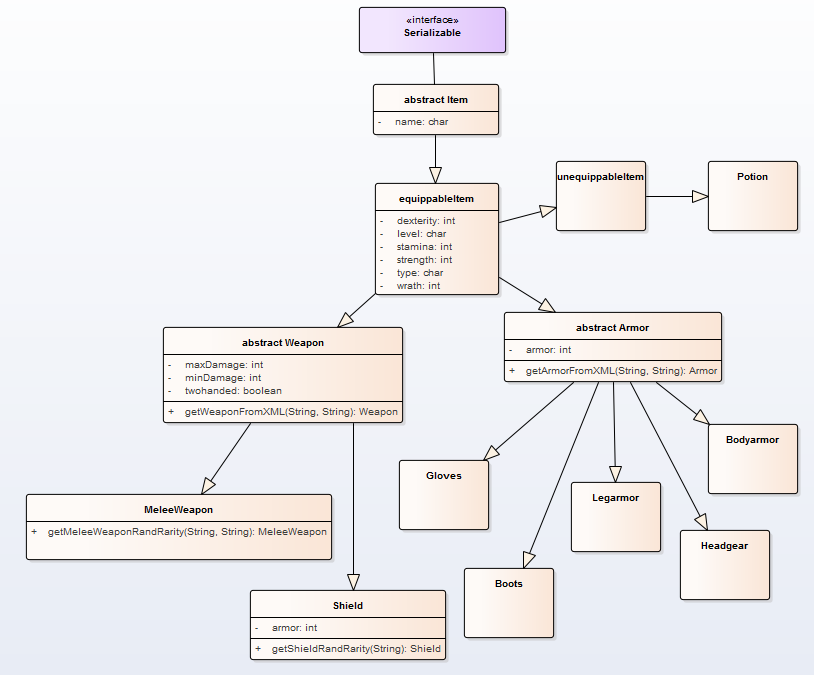 «interface»
Serializable
abstract Item
- name: char
equippableItem
- dexterity: int
- level: char
- stamina: int
- strength: int
- type: char
- wrath: int
unequippableItem
Potion
abstract Weapon
- maxDamage: int
- minDamage: int
- twohanded: boolean
+ getWeaponFromXML(String, String): Weapon
abstract Armor
- armor: int
+ getArmorFromXML(String, String): Armor
Bodyarmor
Gloves
Legarmor
MeleeWeapon
+ getMeleeWeaponRandRarity(String, String): MeleeWeapon
Headgear
Boots
Shield
- armor: int
+ getShieldRandRarity(String): Shield